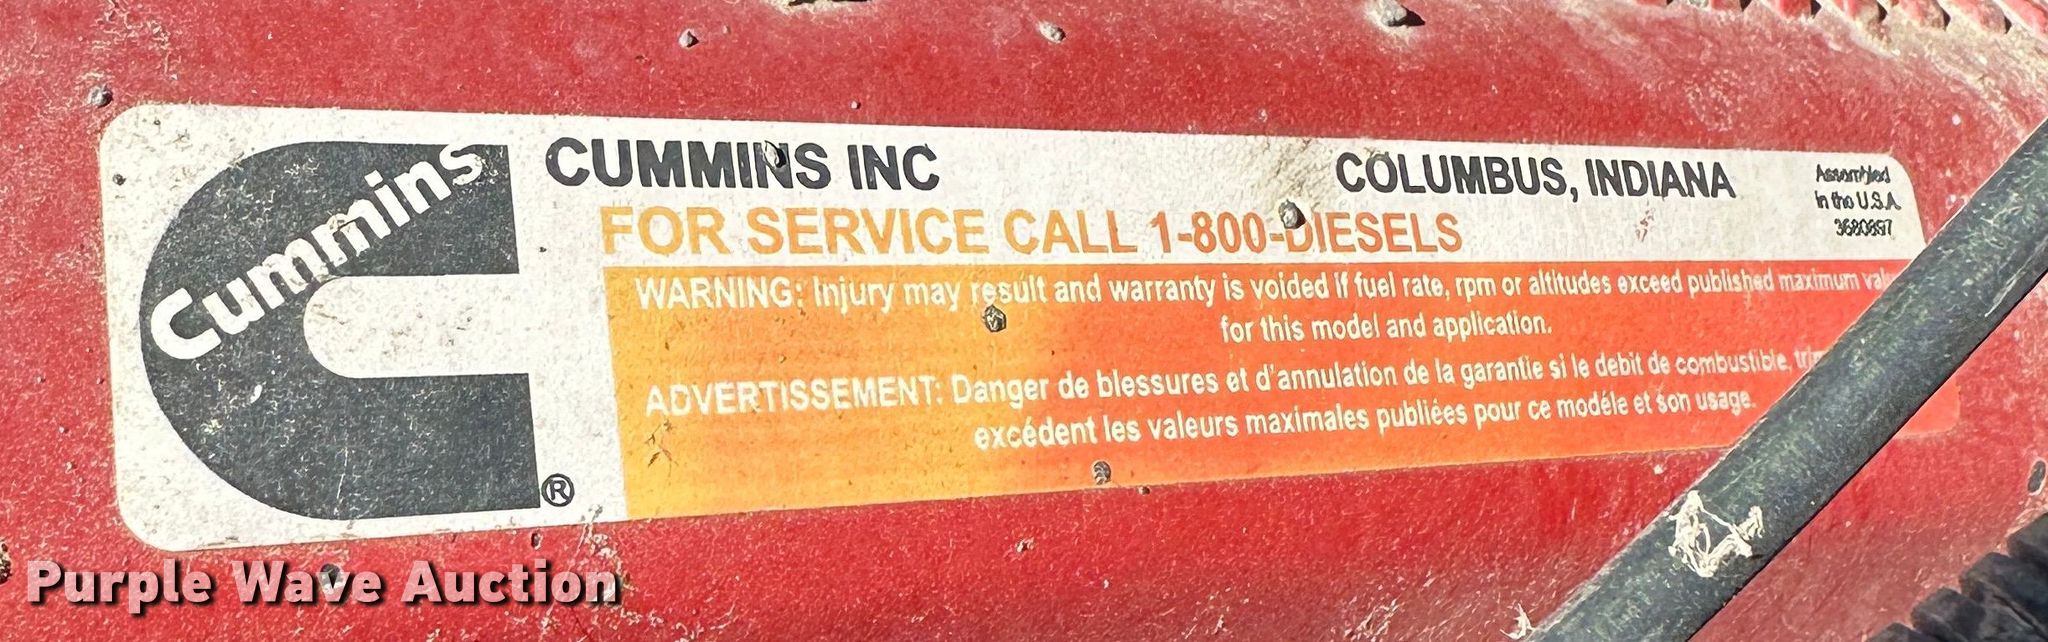 Cummins
®
CUMMINS INC
COLUMBUS, INDIANA
Assembled
in the U.S.A.
3680897
FOR SERVICE CALL 1-800-DIESELS
WARNING: Injury may result and warranty is voided if fuel rate, rpm or altitudes exceed published maximum
for this model and application.
ADVERTISSEMENT: Danger de blessures et d'annulation de la garantie si le debit de combustible,
excédent les valeurs maximales publiées pour ce modéle et son usage.
Purple Wave Auction